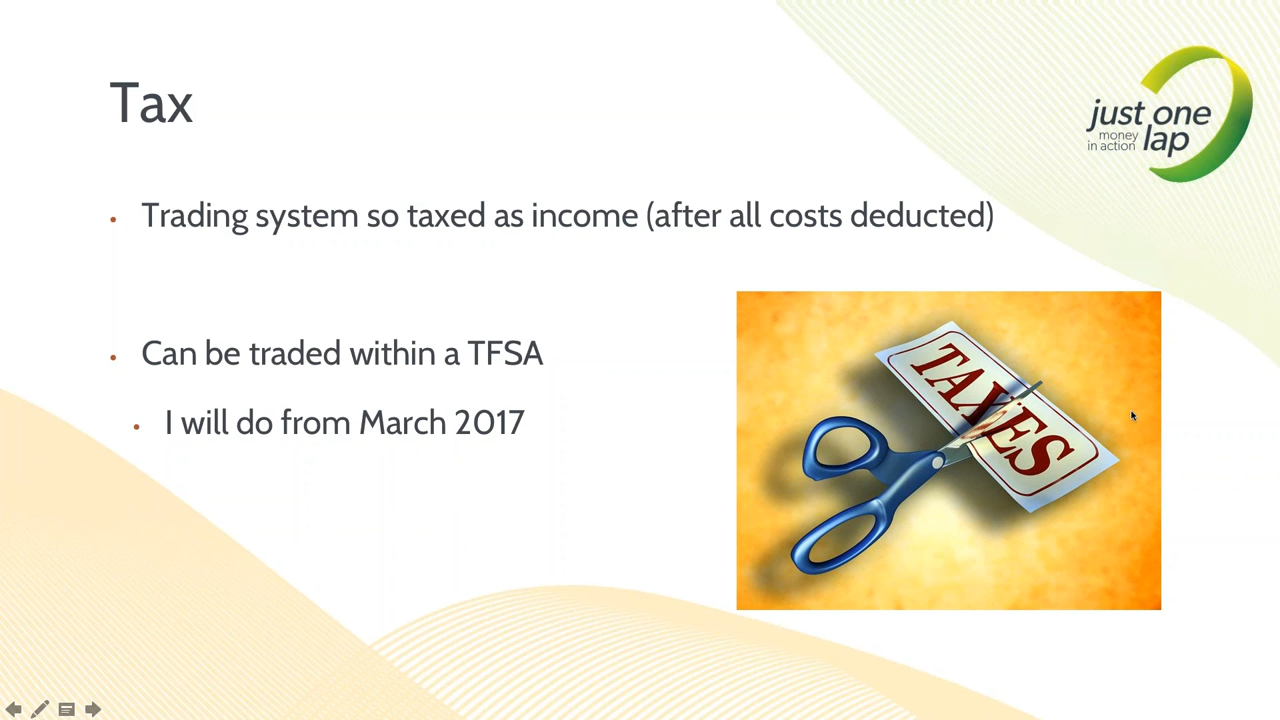 Tax
just one
money
lap
in action
Trading system so taxed as income (after all costs deducted)
Can be traded within a TFSA
I will do from March 2017
TAXES